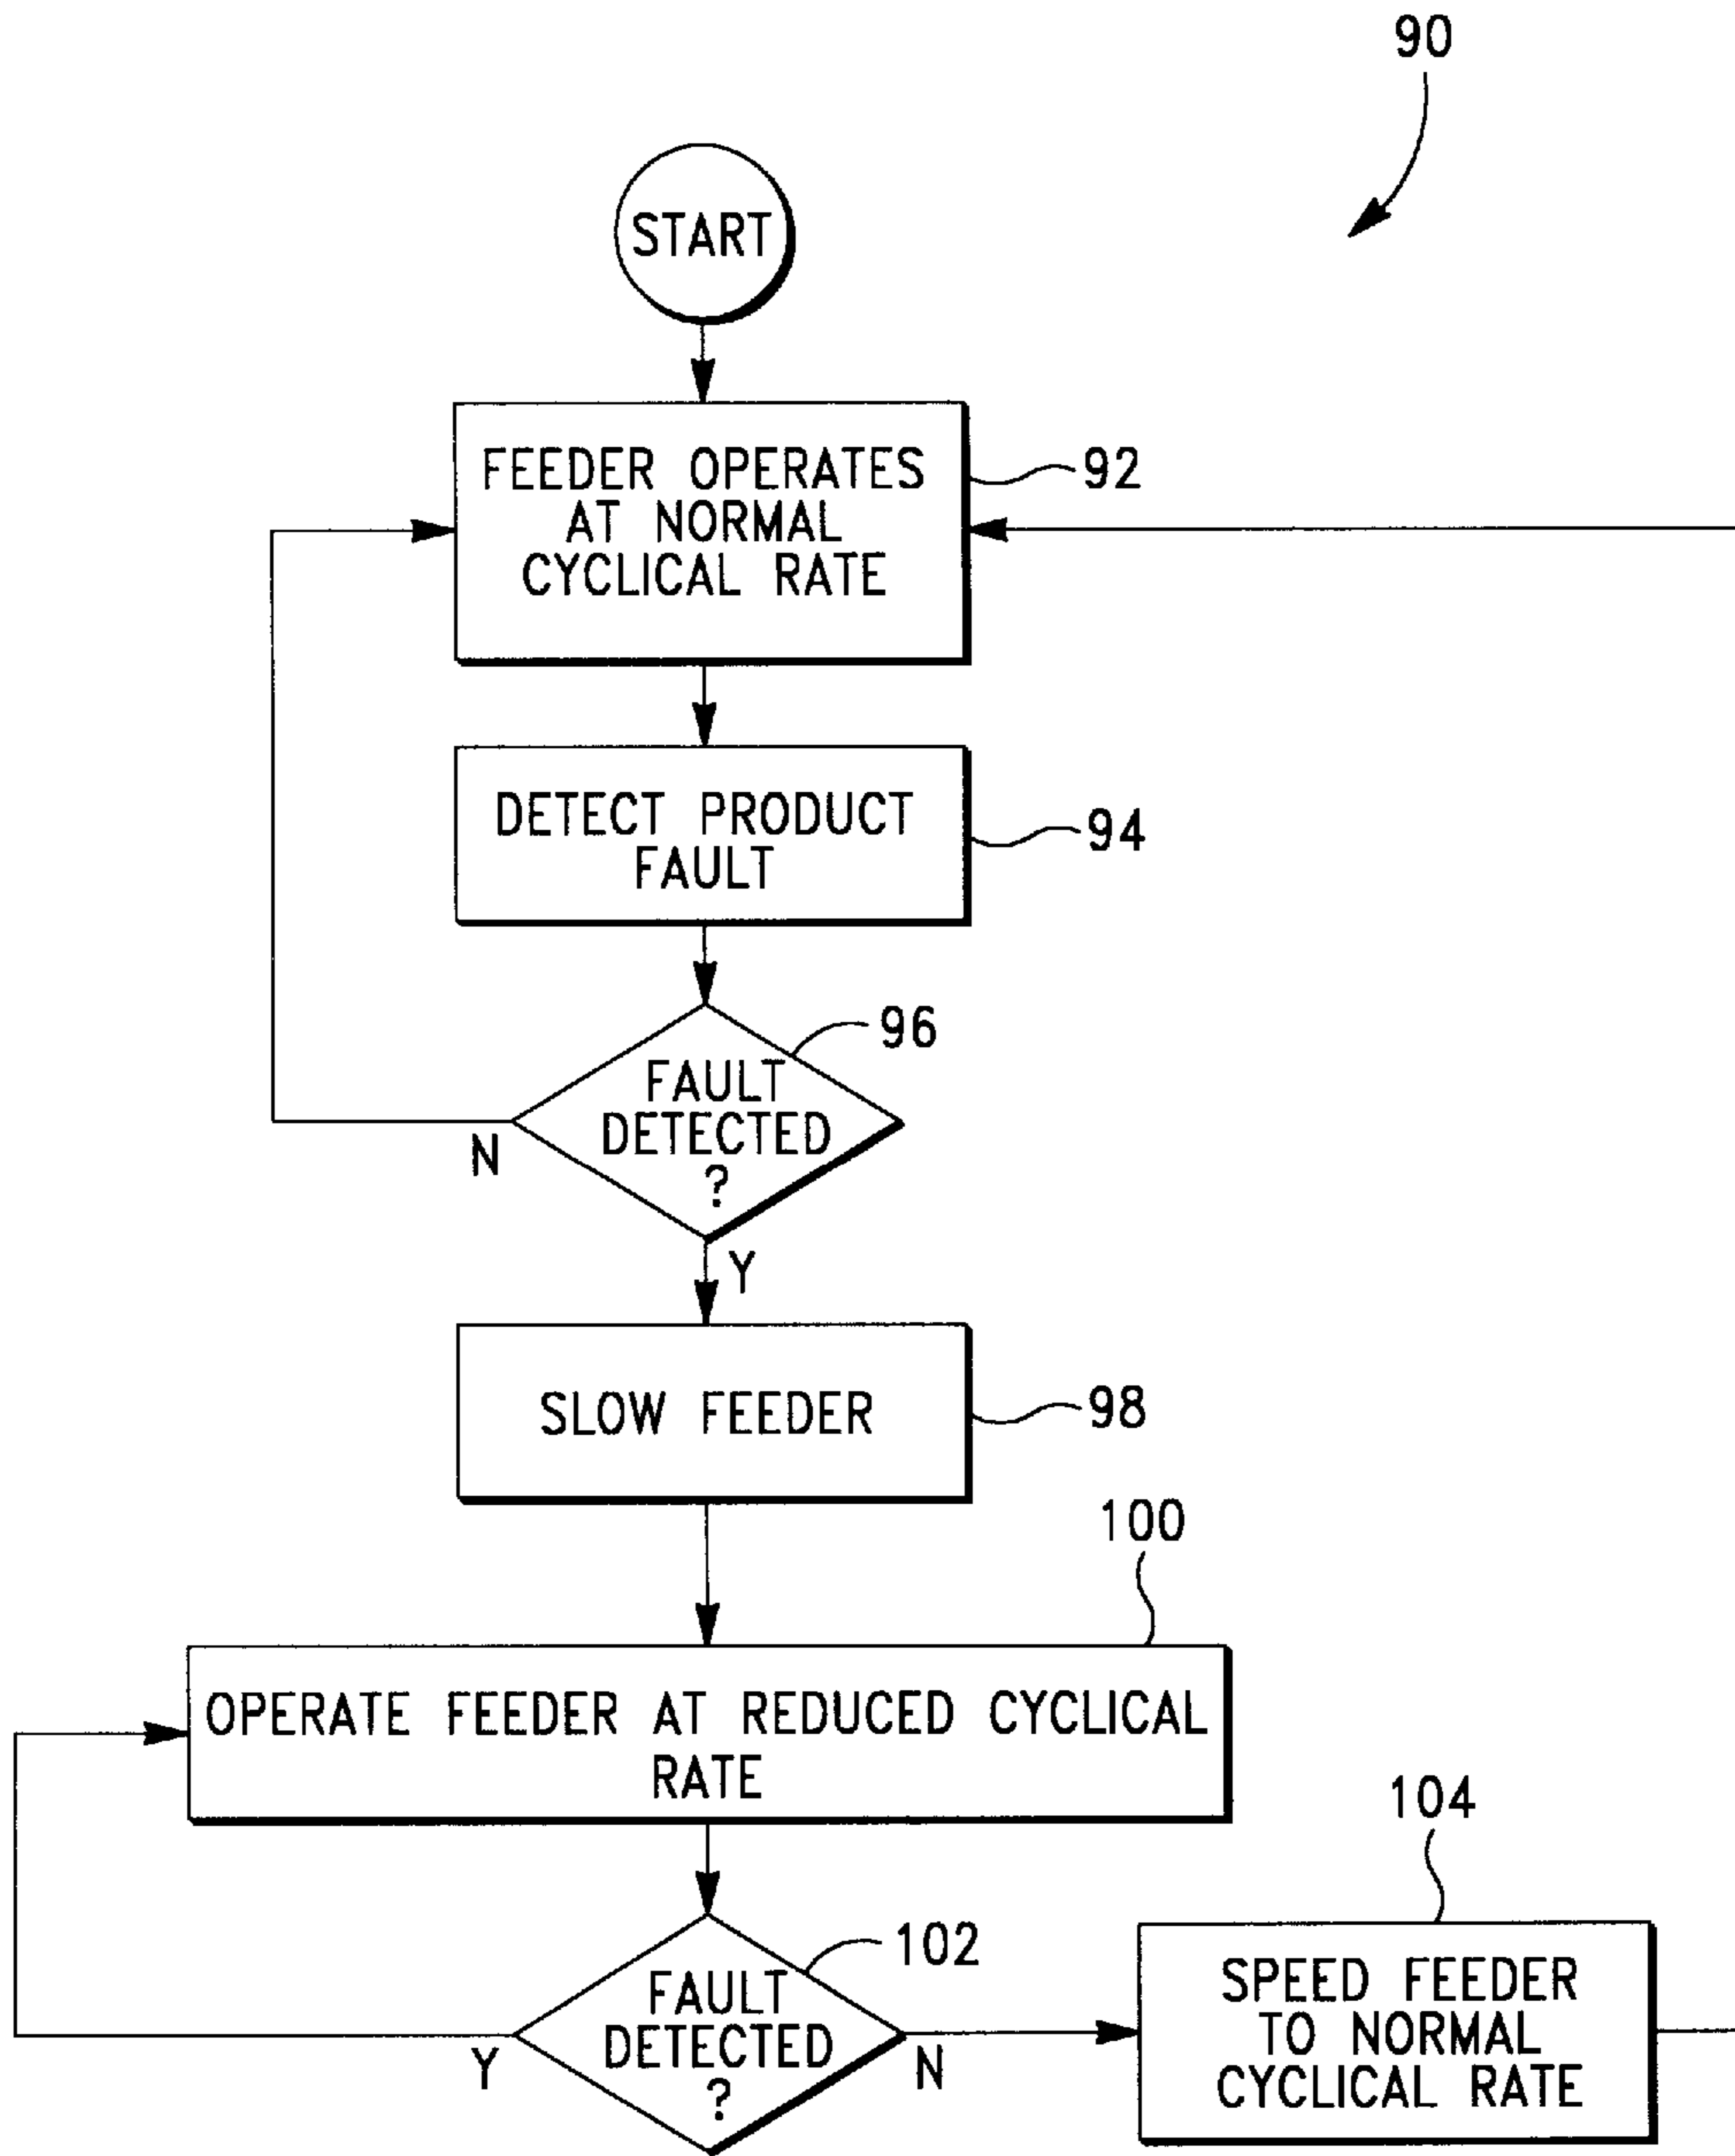 90
START
FEEDER OPERATES
AT NORMAL
CYCLICAL RATE
92
DETECT PRODUCT
FAULT
94
96
FAULT
DETECTED
?
N
Y
SLOW FEEDER
98
100
OPERATE FEEDER AT REDUCED CYCLICAL
RATE
102
FAULT
DETECTED
?
Y
N
104
SPEED FEEDER
TO NORMAL
CYCLICAL RATE